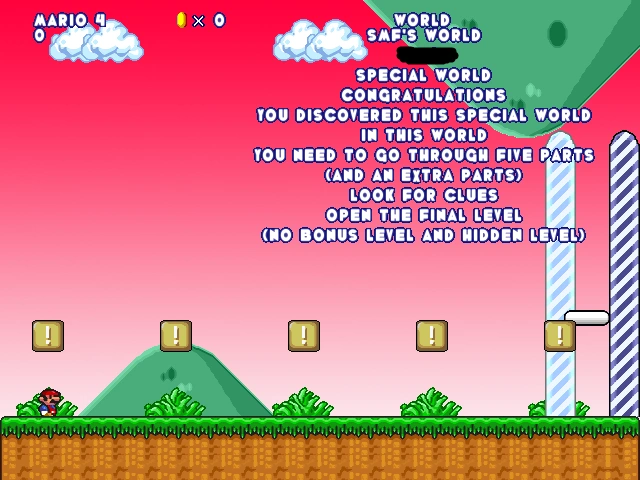 MARIO 4
0
× 0
WORLD
SMF'S WORLD
SPECIAL WORLD
CONGRATULATIONS
YOU DISCOVERED THIS SPECIAL WORLD
IN THIS WORLD
YOU NEED TO GO THROUGH FIVE PARTS
(AND AN EXTRA PARTS)
LOOK FOR CLUES
OPEN THE FINAL LEVEL
(NO BONUS LEVEL AND HIDDEN LEVEL)
! ! ! ! !